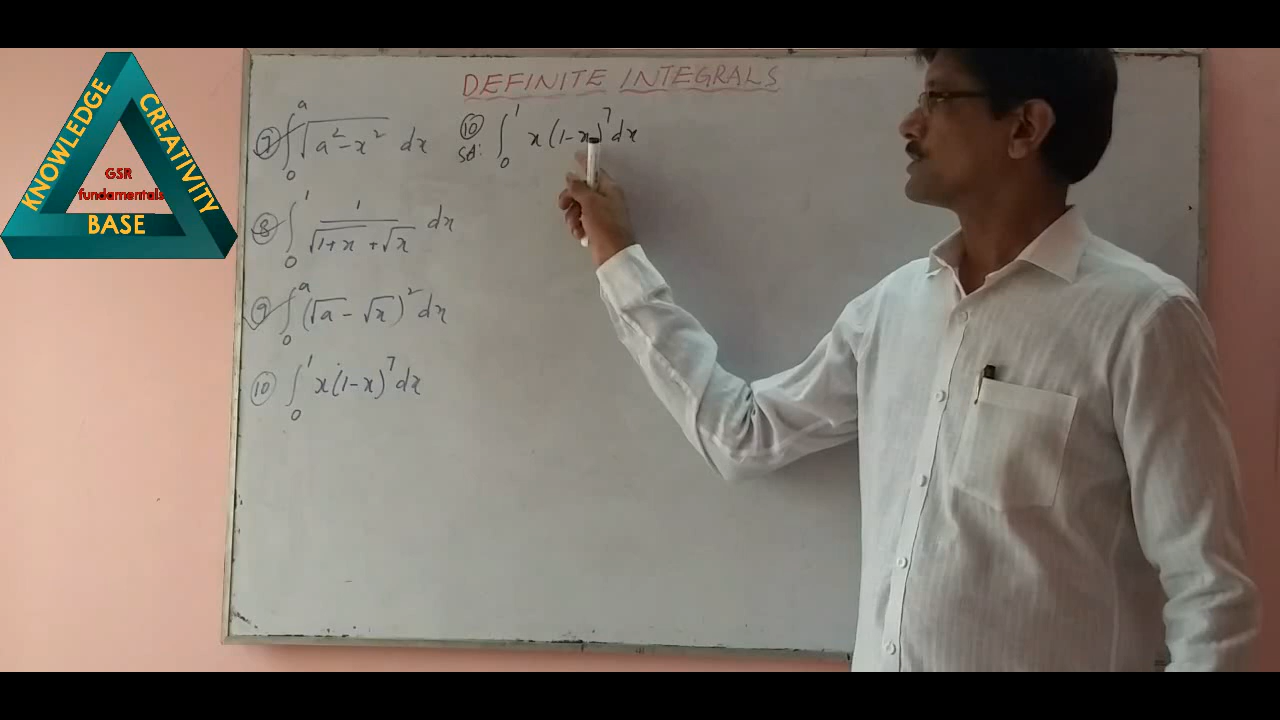 KNOWLEDGE
CREATIVITY
GSR
fundamentals
BASE
DEFINITE INTEGRALS
⑦ ∫₀ᵃ √(a²-x²) dx
⑧ ∫₀¹ 1/(√(1+x) + √x) dx
⑨ ∫₀ᵃ (√a - √x)² dx
⑩ ∫₀¹ x(1-x)⁷ dx
⑩ ∫₀¹ x(1-x)⁷ dx
Sol: